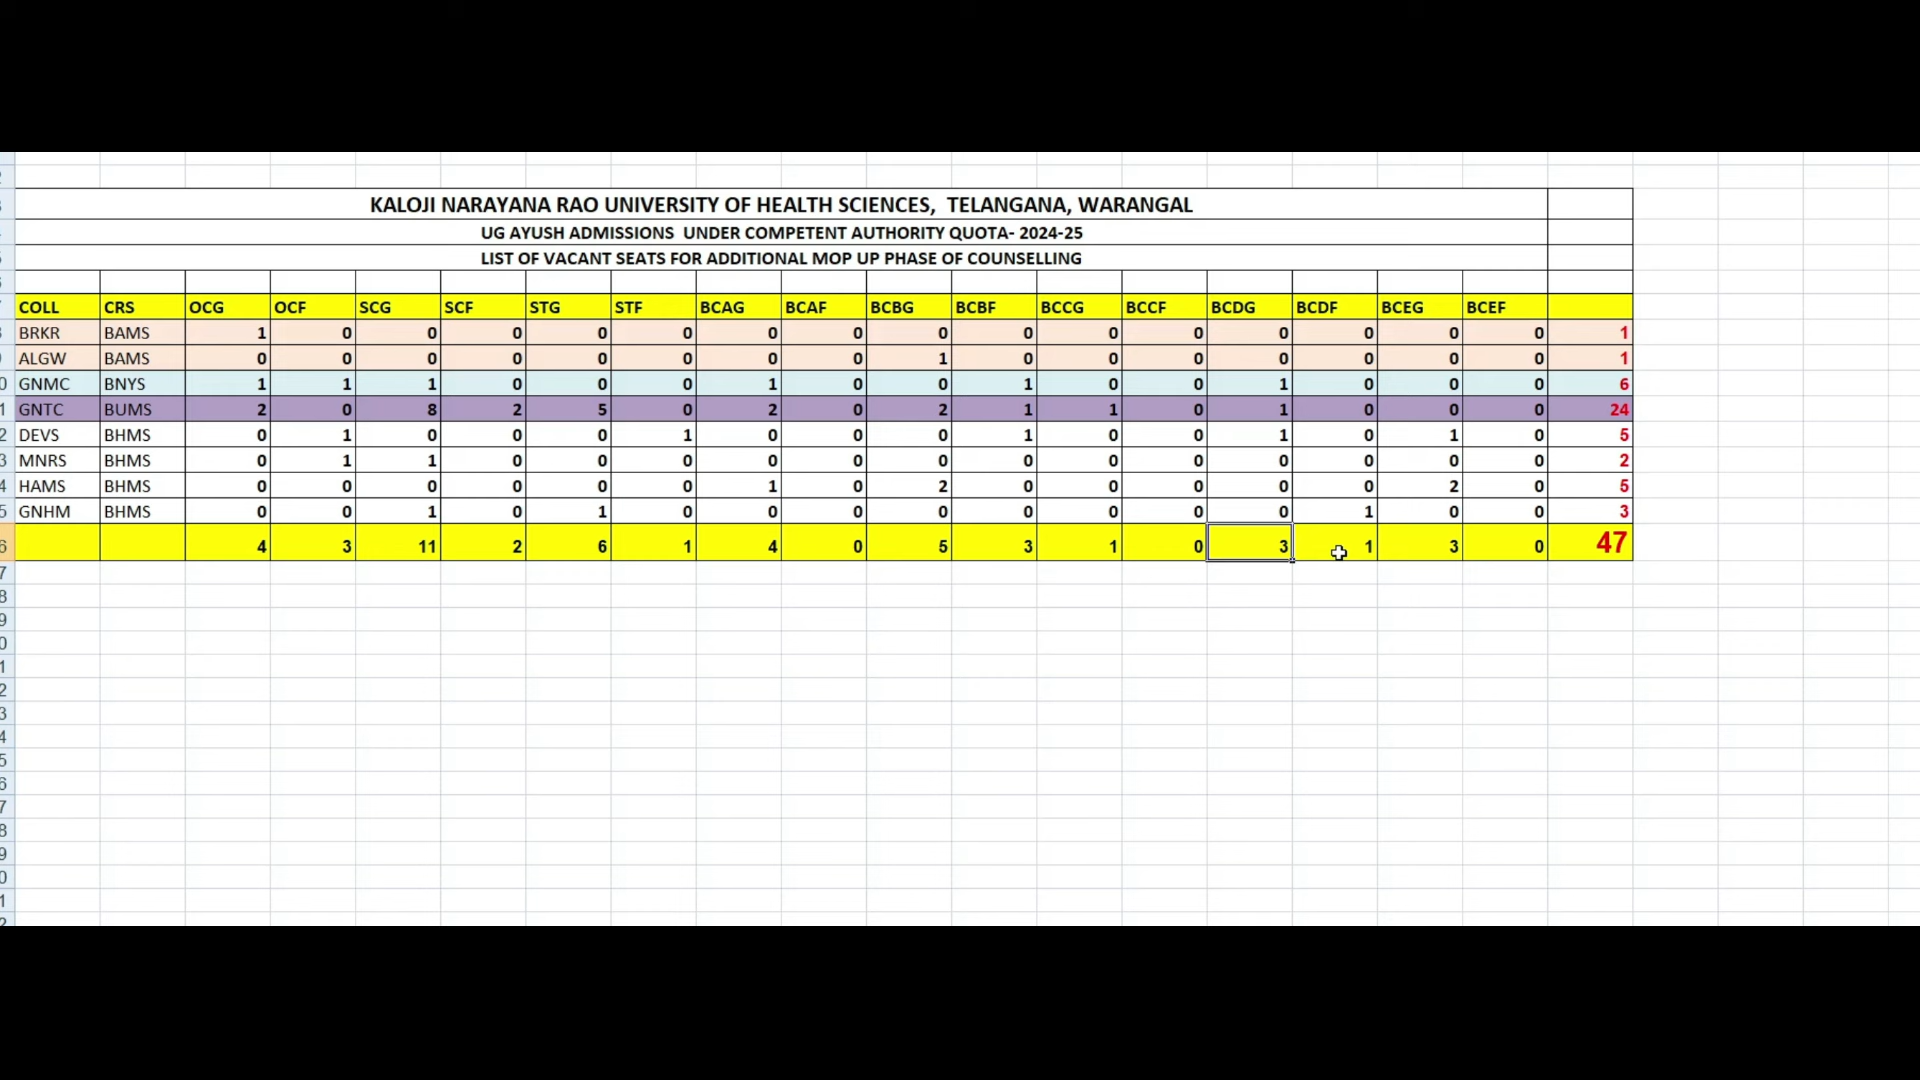 KALOJI NARAYANA RAO UNIVERSITY OF HEALTH SCIENCES, TELANGANA, WARANGAL
UG AYUSH ADMISSIONS UNDER COMPETENT AUTHORITY QUOTA- 2024-25
LIST OF VACANT SEATS FOR ADDITIONAL MOP UP PHASE OF COUNSELLING
COLL CRS OCG OCF SCG SCF STG STF BCAG BCAF BCBG BCBF BCCG BCCF BCDG BCDF BCEG BCEF
BRKR BAMS 1 0 0 0 0 0 0 0 0 0 0 0 0 0 0 0 1
ALGW BAMS 0 0 0 0 0 0 0 0 1 0 0 0 0 0 0 0 1
GNMC BNYS 1 1 1 0 0 0 1 0 0 1 0 0 1 0 0 0 6
GNTC BUMS 2 0 8 2 5 0 2 0 2 1 1 0 1 0 0 0 24
DEVS BHMS 0 1 0 0 0 1 0 0 0 1 0 0 1 0 1 0 5
MNRS BHMS 0 1 1 0 0 0 0 0 0 0 0 0 0 0 0 0 2
HAMS BHMS 0 0 0 0 0 0 1 0 2 0 0 0 0 0 2 0 5
GNHM BHMS 0 0 1 0 1 0 0 0 0 0 0 0 0 1 0 0 3
4 3 11 2 6 1 4 0 5 3 1 0 3 1 3 0 47